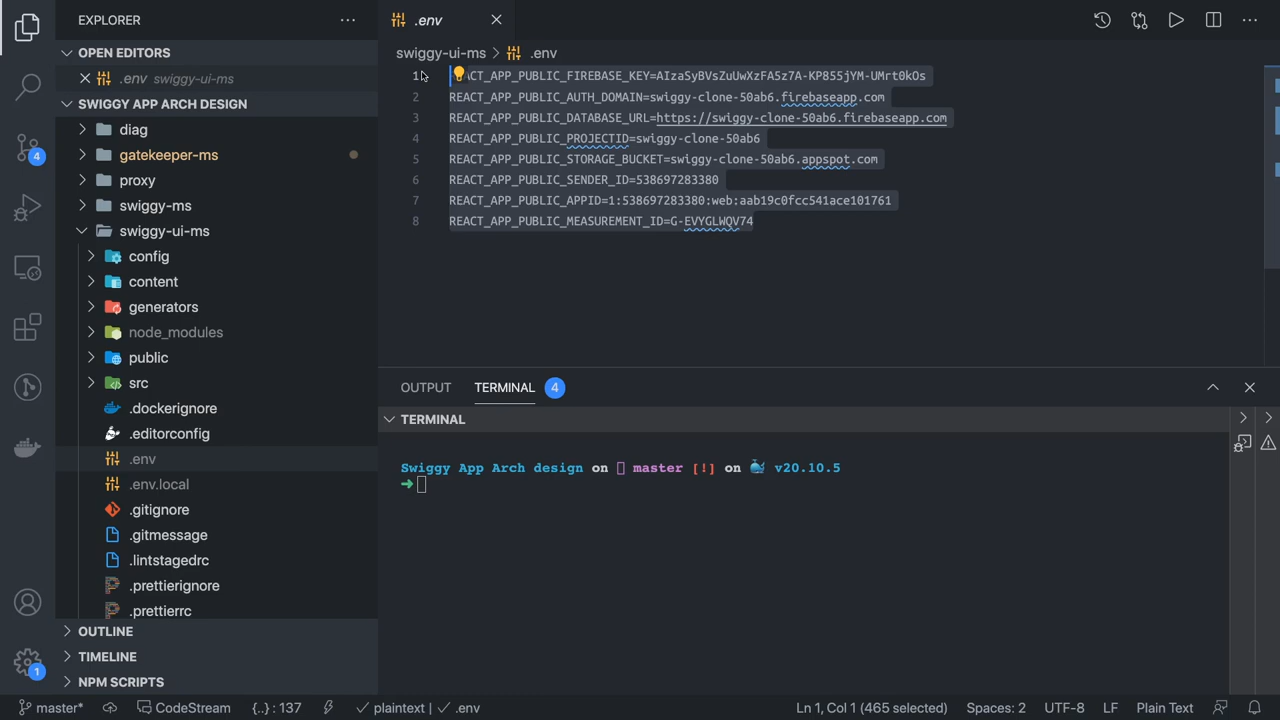 EXPLORER
OPEN EDITORS
.env swiggy-ui-ms
SWIGGY APP ARCH DESIGN
diag
gatekeeper-ms
proxy
swiggy-ms
swiggy-ui-ms
config
content
generators
node_modules
public
src
.dockerignore
.editorconfig
.env
.env.local
.gitignore
.gitmessage
.lintstagedrc
.prettierignore
.prettierrc
OUTLINE
TIMELINE
NPM SCRIPTS
4
1
.env
swiggy-ui-ms > .env
1 ACT_APP_PUBLIC_FIREBASE_KEY=AIzaSyBVsZuUwXzFA5z7A-KP855jYM-UMrt0kOs
2 REACT_APP_PUBLIC_AUTH_DOMAIN=swiggy-clone-50ab6.firebaseapp.com
3 REACT_APP_PUBLIC_DATABASE_URL=https://swiggy-clone-50ab6.firebaseapp.com
4 REACT_APP_PUBLIC_PROJECTID=swiggy-clone-50ab6
5 REACT_APP_PUBLIC_STORAGE_BUCKET=swiggy-clone-50ab6.appspot.com
6 REACT_APP_PUBLIC_SENDER_ID=538697283380
7 REACT_APP_PUBLIC_APPID=1:538697283380:web:aab19c0fcc541ace101761
8 REACT_APP_PUBLIC_MEASUREMENT_ID=G-EVYGLWQV74
OUTPUT TERMINAL 4
TERMINAL
Swiggy App Arch design on master [!] on v20.10.5
master* CodeStream {..} : 137 plaintext .env Ln 1, Col 1 (465 selected) Spaces: 2 UTF-8 LF Plain Text